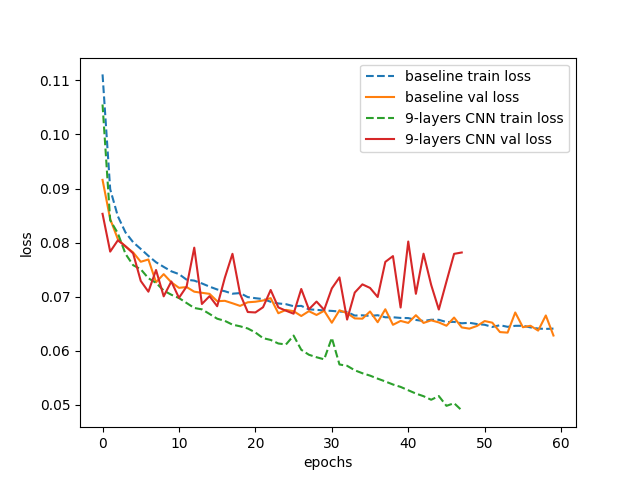 baseline train loss
baseline val loss
9-layers CNN train loss
9-layers CNN val loss
0.11
0.10
0.09
0.08
0.07
0.06
0.05
loss
0 10 20 30 40 50 60
epochs